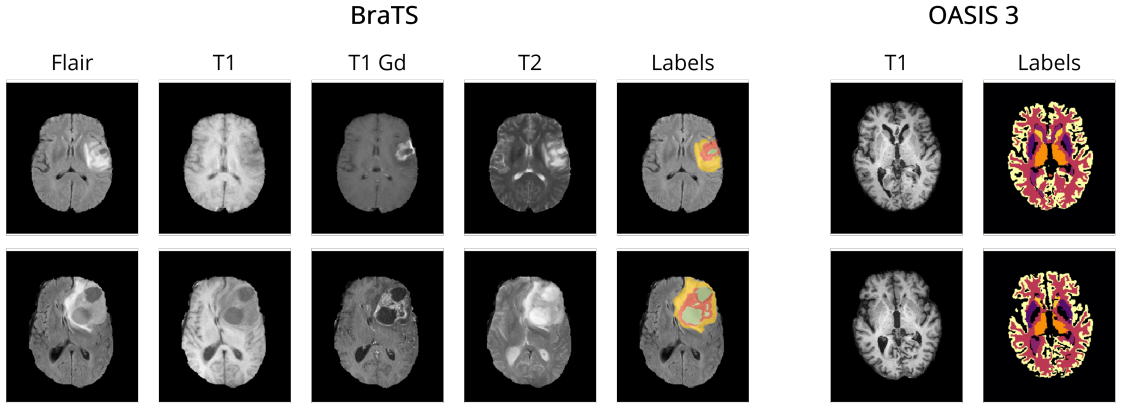 BraTS
OASIS 3
Flair
T1
T1 Gd
T2
Labels
T1
Labels